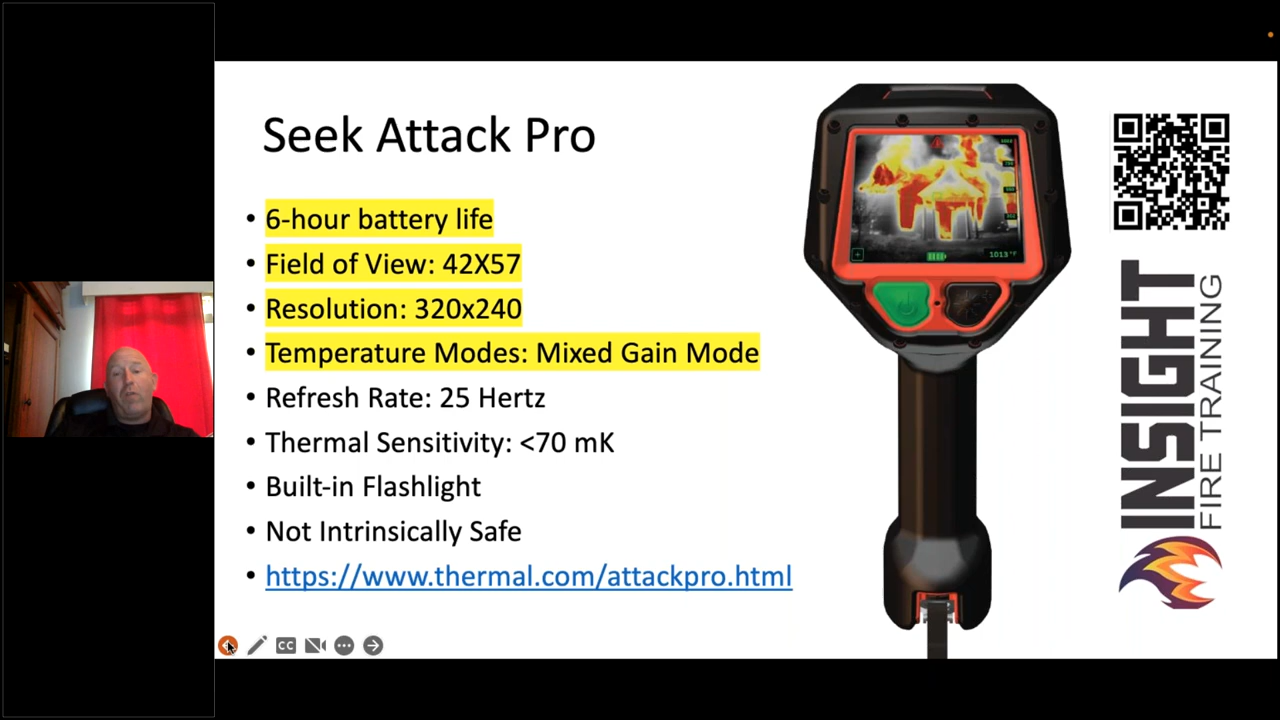 Seek Attack Pro
• 6-hour battery life
• Field of View: 42X57
• Resolution: 320x240
• Temperature Modes: Mixed Gain Mode
• Refresh Rate: 25 Hertz
• Thermal Sensitivity: <70 mK
• Built-in Flashlight
• Not Intrinsically Safe
• https://www.thermal.com/attackpro.html
1013°F
INSIGHT
FIRE TRAINING
CC